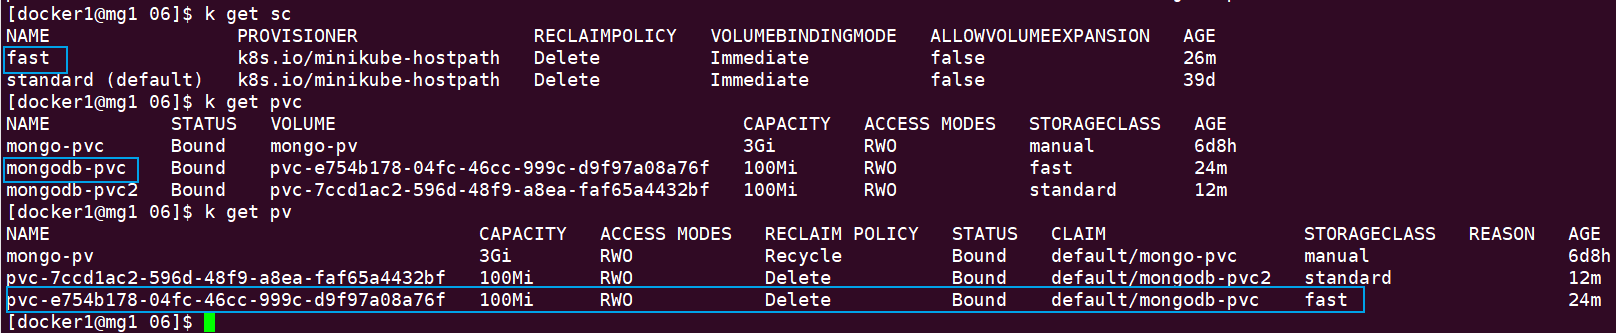 [docker1@mg1 06]$ k get sc
NAME PROVISIONER RECLAIMPOLICY VOLUMEBINDINGMODE ALLOWVOLUMEEXPANSION AGE
fast k8s.io/minikube-hostpath Delete Immediate false 26m
standard (default) k8s.io/minikube-hostpath Delete Immediate false 39d
[docker1@mg1 06]$ k get pvc
NAME STATUS VOLUME CAPACITY ACCESS MODES STORAGECLASS AGE
mongo-pvc Bound mongo-pv 3Gi RWO manual 6d8h
mongodb-pvc Bound pvc-e754b178-04fc-46cc-999c-d9f97a08a76f 100Mi RWO fast 24m
mongodb-pvc2 Bound pvc-7ccd1ac2-596d-48f9-a8ea-faf65a4432bf 100Mi RWO standard 12m
[docker1@mg1 06]$ k get pv
NAME CAPACITY ACCESS MODES RECLAIM POLICY STATUS CLAIM STORAGECLASS REASON AGE
mongo-pv 3Gi RWO Recycle Bound default/mongo-pvc manual 6d8h
pvc-7ccd1ac2-596d-48f9-a8ea-faf65a4432bf 100Mi RWO Delete Bound default/mongodb-pvc2 standard 12m
pvc-e754b178-04fc-46cc-999c-d9f97a08a76f 100Mi RWO Delete Bound default/mongodb-pvc fast 24m
[docker1@mg1 06]$